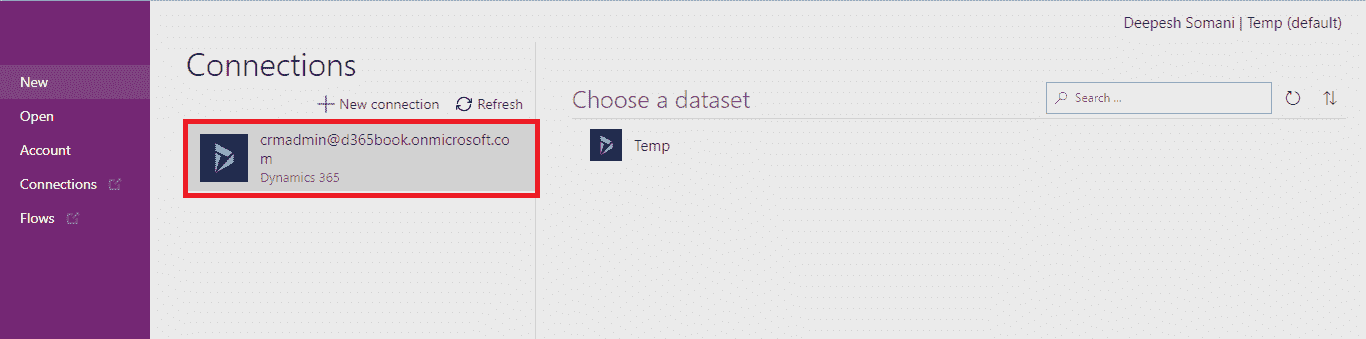 Deepesh Somani | Temp (default)
New
Open
Account
Connections
Flows
Connections
New connection
Refresh
crmadmin@d365book.onmicrosoft.co
m
Dynamics 365
Choose a dataset
Search ...
Temp